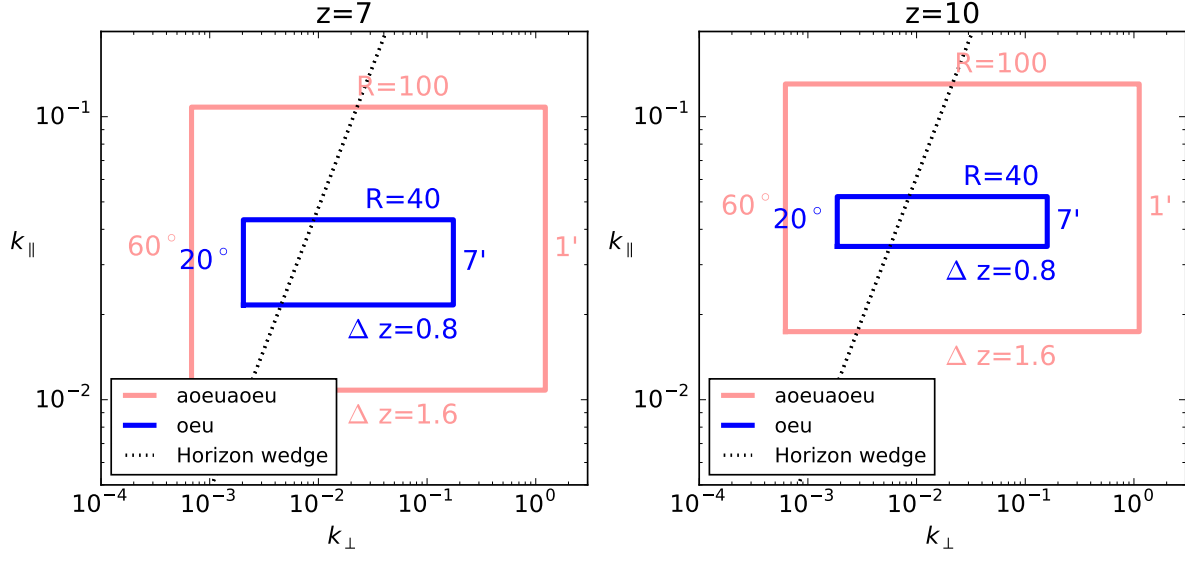 z=7
z=10
10⁻¹
R=100
R=40
60°
20°
k∥
7'
1'
Δ z=0.8
10⁻²
Δ z=1.6
aoeuaoeu
oeu
Horizon wedge
10⁻⁴
10⁻³
10⁻²
10⁻¹
10⁰
k⊥
10⁻¹
R=100
R=40
60°
20°
k∥
7'
1'
Δ z=0.8
10⁻²
Δ z=1.6
aoeuaoeu
oeu
Horizon wedge
10⁻⁴
10⁻³
10⁻²
10⁻¹
10⁰
k⊥